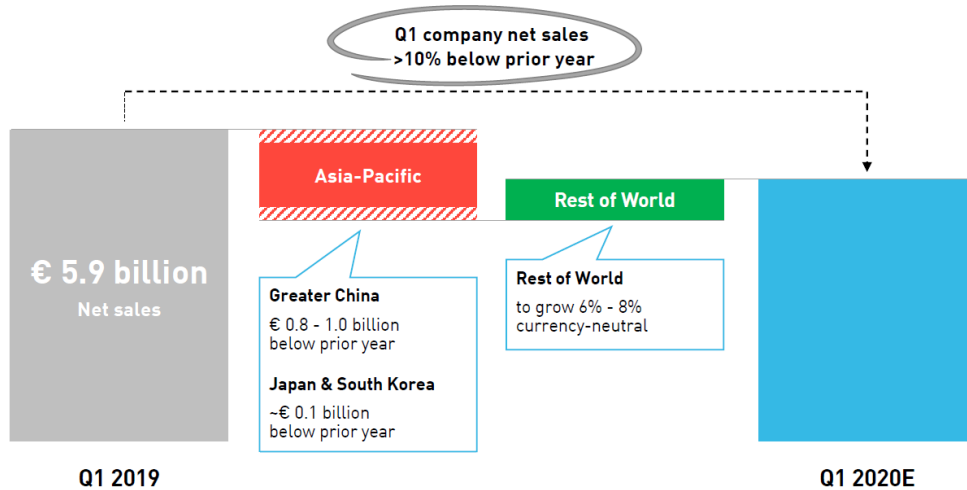 Q1 company net sales
>10% below prior year
Asia-Pacific
Rest of World
€ 5.9 billion
Net sales
Greater China
€ 0.8 - 1.0 billion
below prior year
Japan & South Korea
~€ 0.1 billion
below prior year
Rest of World
to grow 6% - 8%
currency-neutral
Q1 2019
Q1 2020E